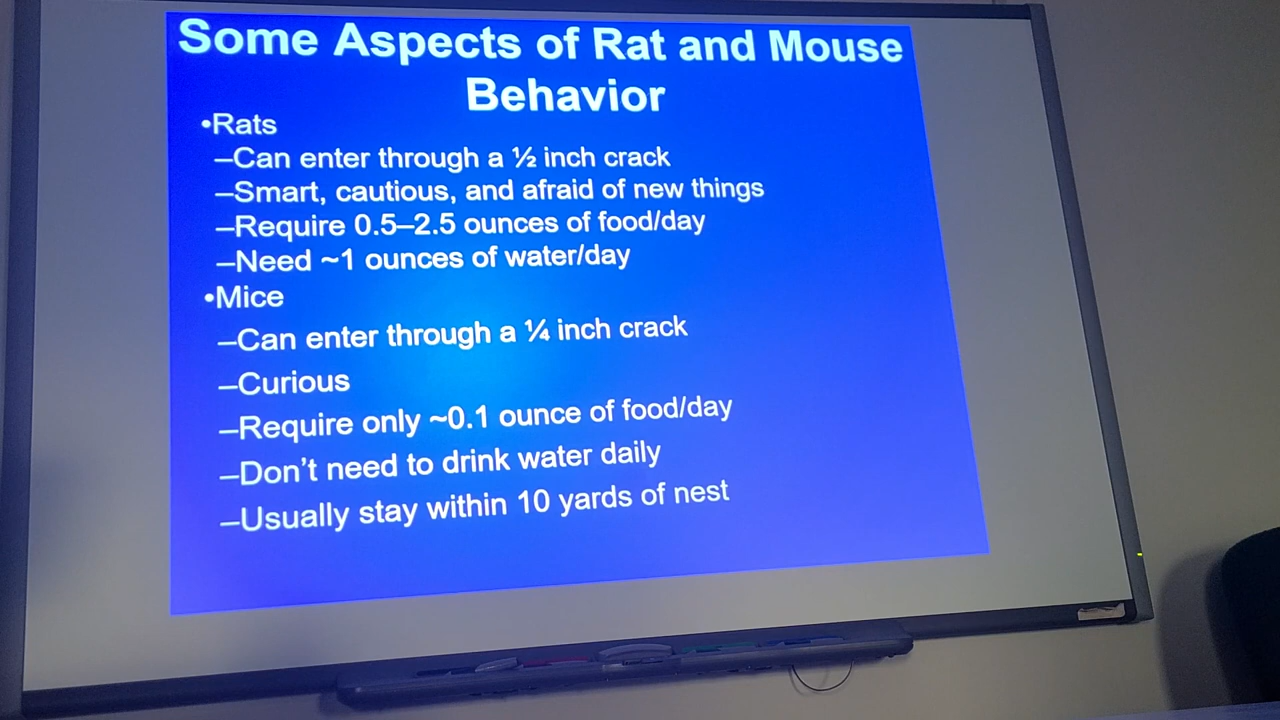 Some Aspects of Rat and Mouse
Behavior
•Rats
–Can enter through a ½ inch crack
–Smart, cautious, and afraid of new things
–Require 0.5–2.5 ounces of food/day
–Need ~1 ounces of water/day
•Mice
–Can enter through a ¼ inch crack
–Curious
–Require only ~0.1 ounce of food/day
–Don’t need to drink water daily
–Usually stay within 10 yards of nest